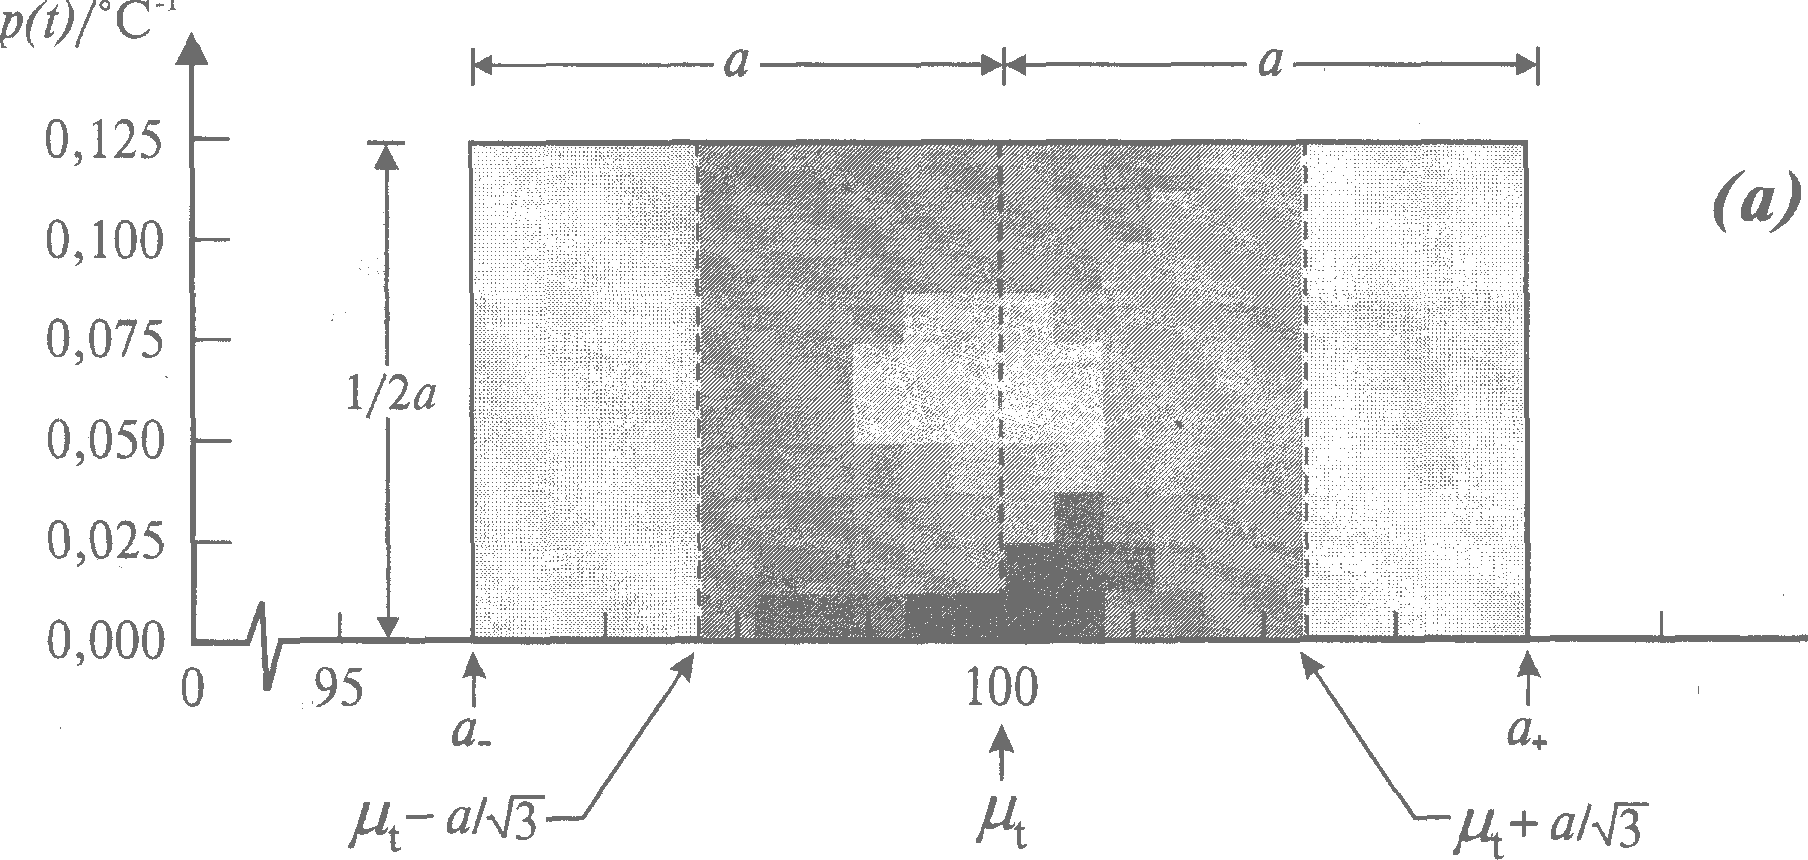 p(t)/°C⁻¹
a a
0,125
(a)
0,100
0,075
1/2a
0,050
0,025
0,000
0 95 100
a₋ a₊
μt − a/√3 μt μt + a/√3